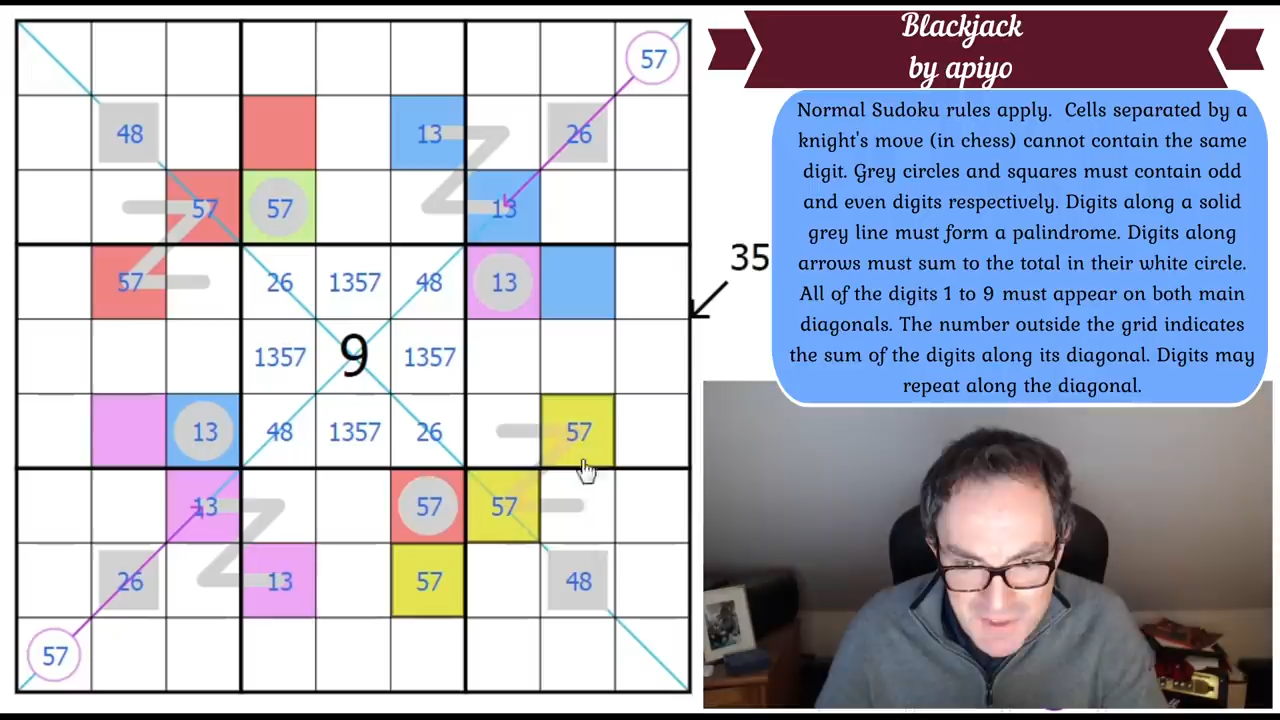 Blackjack
by apiyo
Normal Sudoku rules apply. Cells separated by a
knight's move (in chess) cannot contain the same
digit. Grey circles and squares must contain odd
and even digits respectively. Digits along a solid
grey line must form a palindrome. Digits along
arrows must sum to the total in their white circle.
All of the digits 1 to 9 must appear on both main
diagonals. The number outside the grid indicates
the sum of the digits along its diagonal. Digits may
repeat along the diagonal.
57
48 13 26
57 57 13
57 26 1357 48 13 35
1357 9 1357
13 48 1357 26 57
13 57 57
26 13 57 48
57